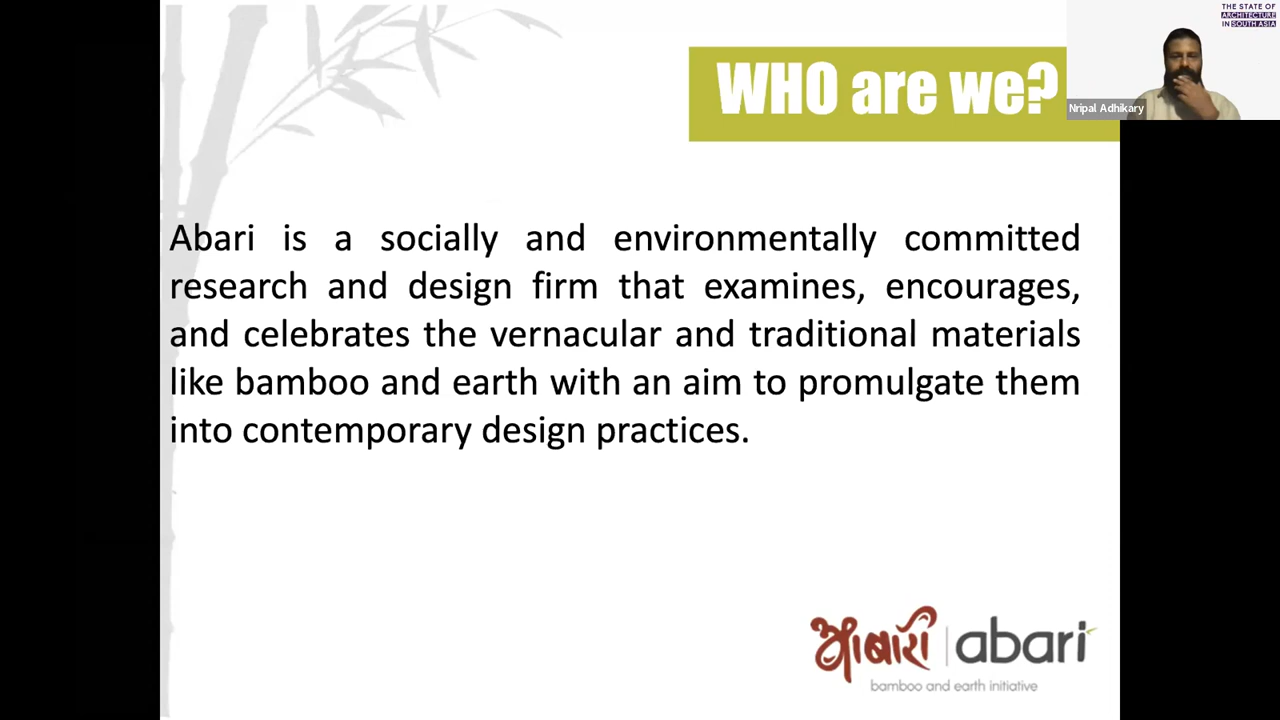 THE STATE OF
ARCHITECTURE
IN SOUTH ASIA
WHO are we?
Nripal Adhikary
Abari is a socially and environmentally committed
research and design firm that examines, encourages,
and celebrates the vernacular and traditional materials
like bamboo and earth with an aim to promulgate them
into contemporary design practices.
आबारी abari
bamboo and earth initiative